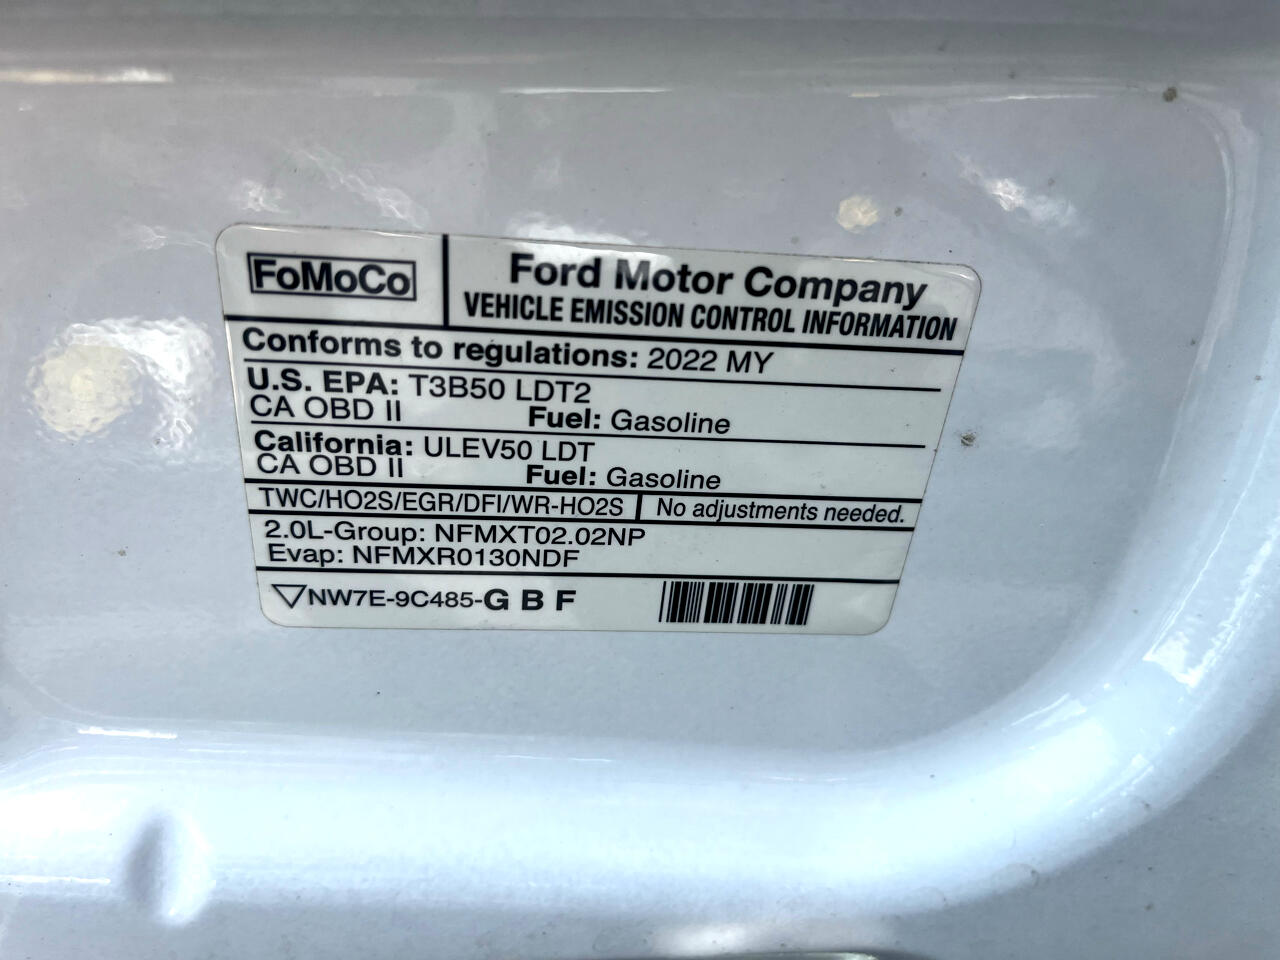 FoMoCo
Ford Motor Company
VEHICLE EMISSION CONTROL INFORMATION
Conforms to regulations: 2022 MY
U.S. EPA: T3B50 LDT2
CA OBD II Fuel: Gasoline
California: ULEV50 LDT
CA OBD II Fuel: Gasoline
TWC/HO2S/EGR/DFI/WR-HO2S No adjustments needed.
2.0L-Group: NFMXT02.02NP
Evap: NFMXR0130NDF
NW7E-9C485-G B F